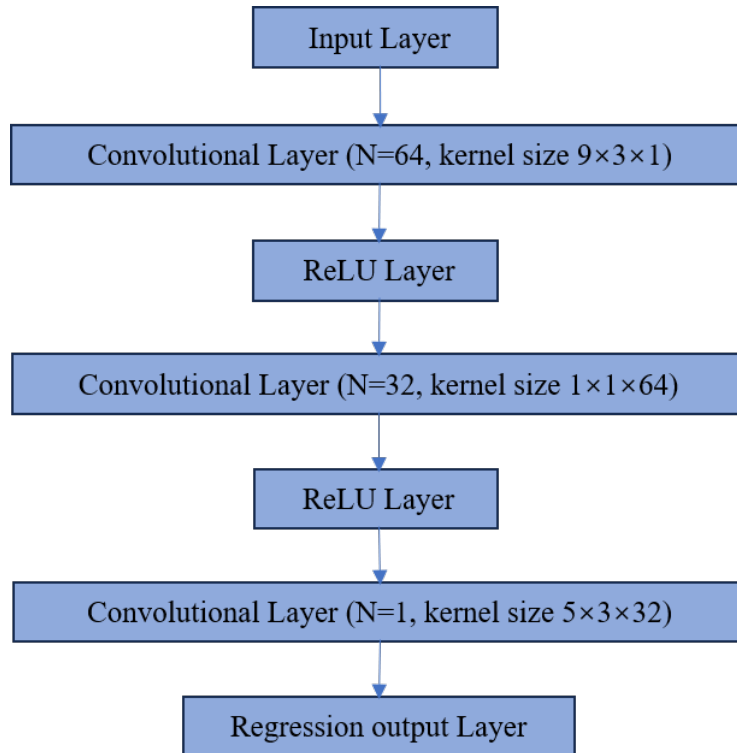 Input Layer
Convolutional Layer (N=64, kernel size 9×3×1)
ReLU Layer
Convolutional Layer (N=32, kernel size 1×1×64)
ReLU Layer
Convolutional Layer (N=1, kernel size 5×3×32)
Regression output Layer